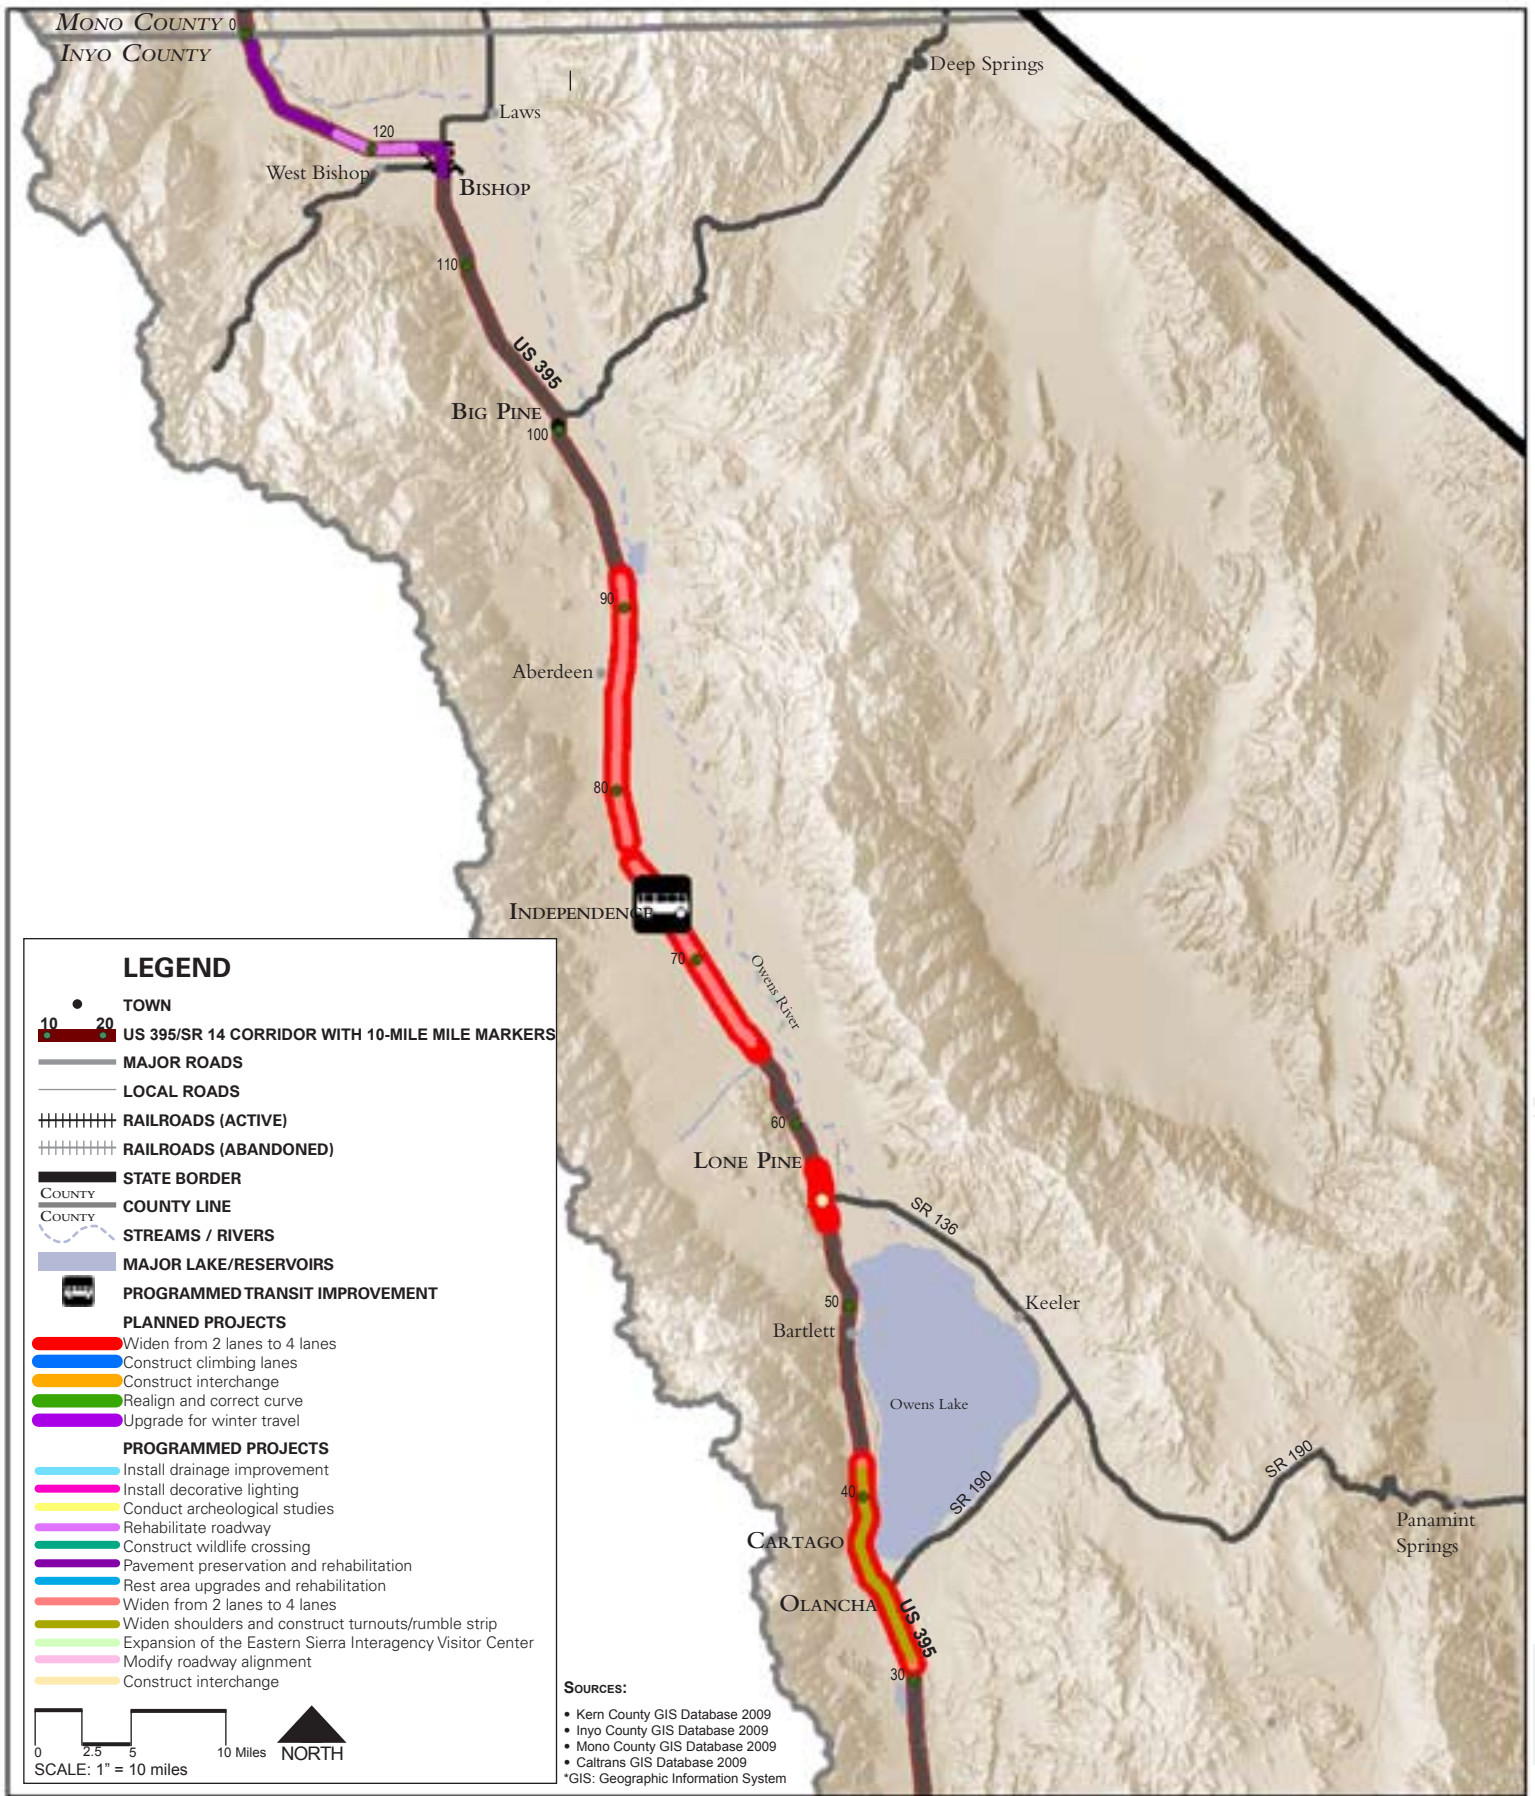 MONO COUNTY 0
INYO COUNTY
Deep Springs
Laws
120
West Bishop
BISHOP
110
US 395
BIG PINE
100
90
Aberdeen
80
INDEPENDENCE
70
Owens River
60
LONE PINE
SR 136
50
Keeler
Bartlett
Owens Lake
SR 190
SR 190
40
CARTAGO
Panamint
Springs
OLANCHA
US 395
30
LEGEND
TOWN
10 20
US 395/SR 14 CORRIDOR WITH 10-MILE MILE MARKERS
MAJOR ROADS
LOCAL ROADS
RAILROADS (ACTIVE)
RAILROADS (ABANDONED)
STATE BORDER
COUNTY
COUNTY LINE
COUNTY
STREAMS / RIVERS
MAJOR LAKE/RESERVOIRS
PROGRAMMED TRANSIT IMPROVEMENT
PLANNED PROJECTS
Widen from 2 lanes to 4 lanes
Construct climbing lanes
Construct interchange
Realign and correct curve
Upgrade for winter travel
PROGRAMMED PROJECTS
Install drainage improvement
Install decorative lighting
Conduct archeological studies
Rehabilitate roadway
Construct wildlife crossing
Pavement preservation and rehabilitation
Rest area upgrades and rehabilitation
Widen from 2 lanes to 4 lanes
Widen shoulders and construct turnouts/rumble strip
Expansion of the Eastern Sierra Interagency Visitor Center
Modify roadway alignment
Construct interchange
0 2.5 5 10 Miles
NORTH
SCALE: 1" = 10 miles
SOURCES:
• Kern County GIS Database 2009
• Inyo County GIS Database 2009
• Mono County GIS Database 2009
• Caltrans GIS Database 2009
*GIS: Geographic Information System